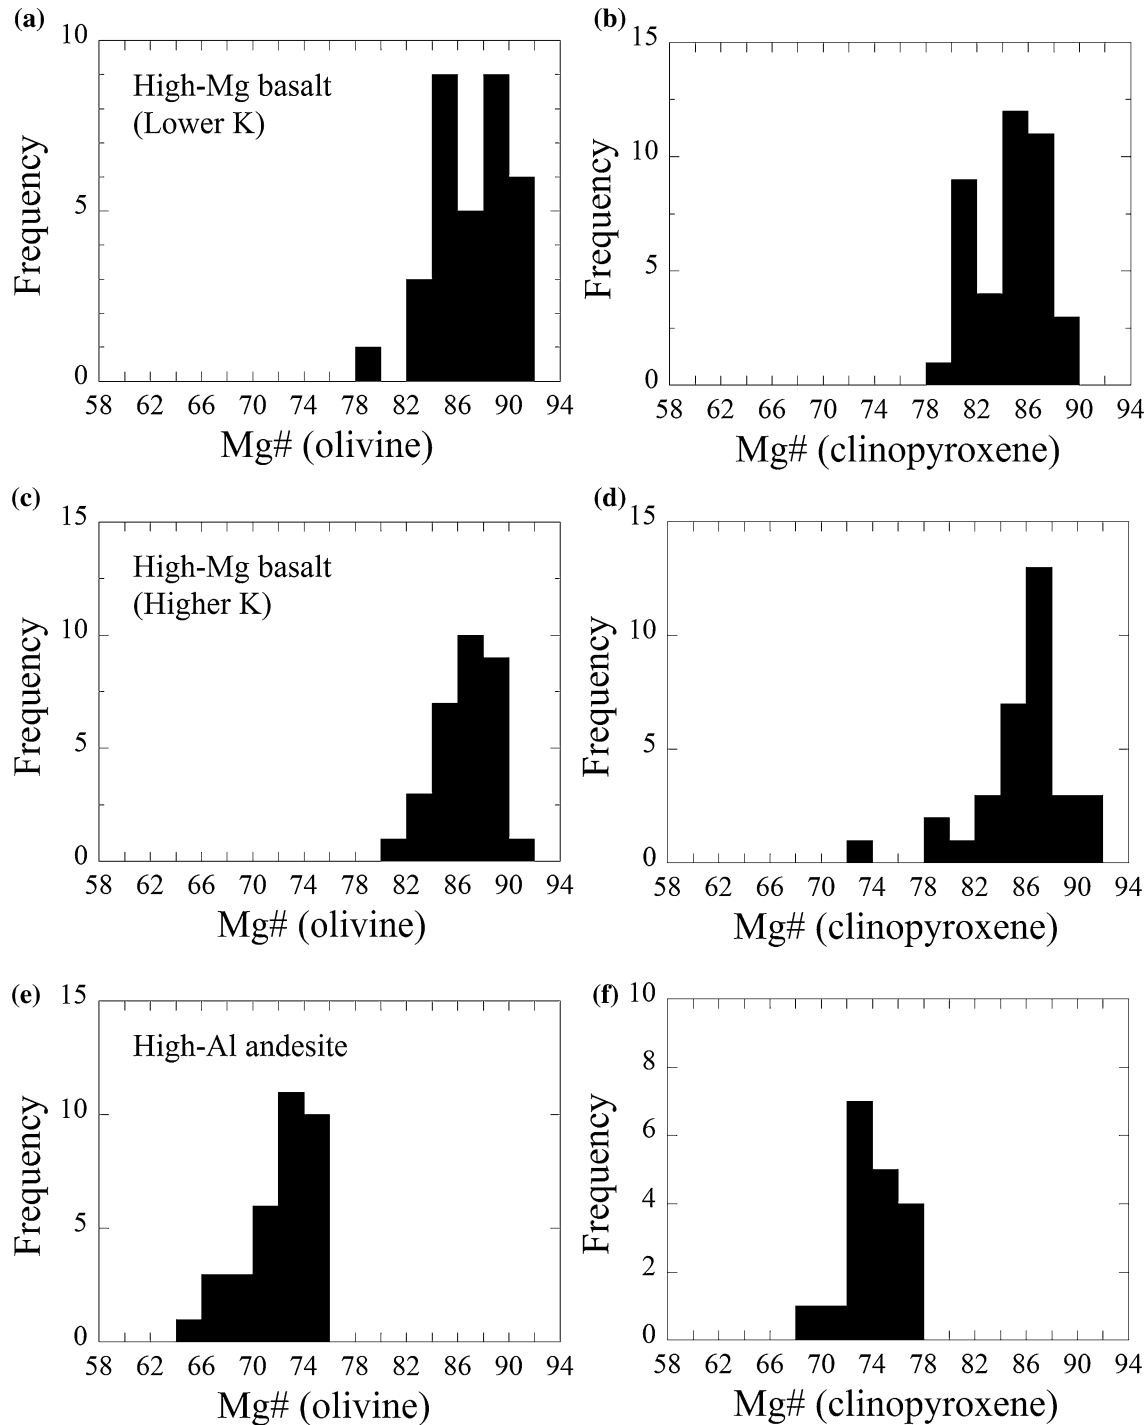 (a)
10
5
0
Frequency
High-Mg basalt
(Lower K)
58 62 66 70 74 78 82 86 90 94
Mg# (olivine)
(b)
15
10
5
0
Frequency
58 62 66 70 74 78 82 86 90 94
Mg# (clinopyroxene)
(c)
15
10
5
0
Frequency
High-Mg basalt
(Higher K)
58 62 66 70 74 78 82 86 90 94
Mg# (olivine)
(d)
15
10
5
0
Frequency
58 62 66 70 74 78 82 86 90 94
Mg# (clinopyroxene)
(e)
15
10
5
0
Frequency
High-Al andesite
58 62 66 70 74 78 82 86 90 94
Mg# (olivine)
(f)
10
8
6
4
2
0
Frequency
58 62 66 70 74 78 82 86 90 94
Mg# (clinopyroxene)